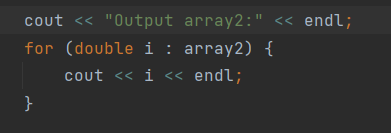 cout << "Output array2:" << endl;
for (double i : array2) {
    cout << i << endl;
}